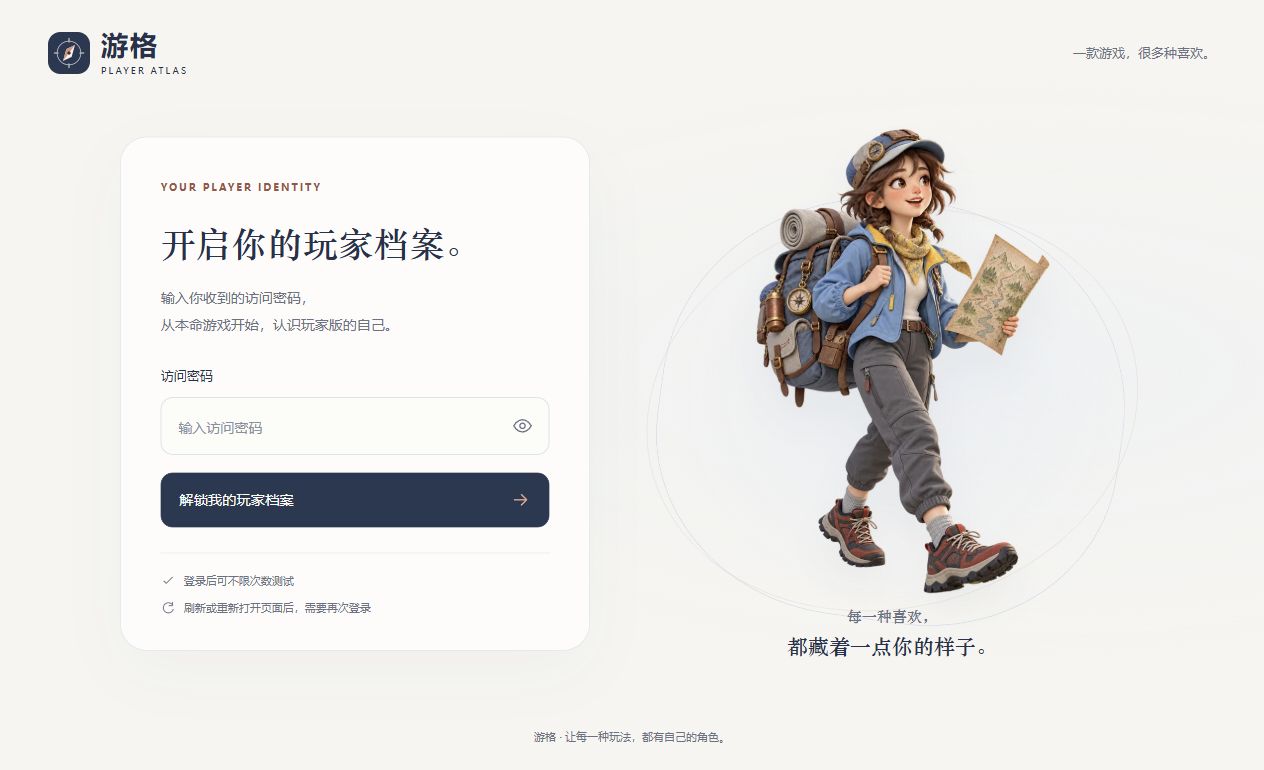 游格
PLAYER ATLAS
一款游戏，很多种喜欢。
YOUR PLAYER IDENTITY
开启你的玩家档案。
输入你收到的访问密码，
从本命游戏开始，认识玩家版的自己。
访问密码
输入访问密码
解锁我的玩家档案
登录后可不限次数测试
刷新或重新打开页面后，需要再次登录
每一种喜欢，
都藏着一点你的样子。
游格 · 让每一种玩法，都有自己的角色。